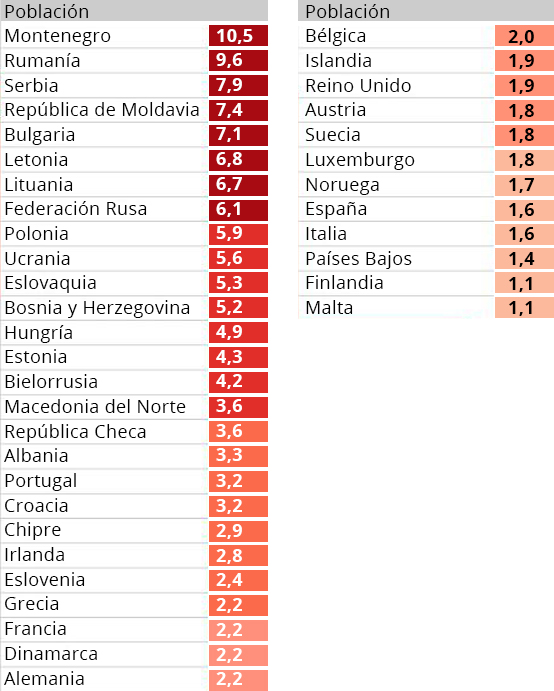 Población
Montenegro 10,5
Rumanía 9,6
Serbia 7,9
República de Moldavia 7,4
Bulgaria 7,1
Letonia 6,8
Lituania 6,7
Federación Rusa 6,1
Polonia 5,9
Ucrania 5,6
Eslovaquia 5,3
Bosnia y Herzegovina 5,2
Hungría 4,9
Estonia 4,3
Bielorrusia 4,2
Macedonia del Norte 3,6
República Checa 3,6
Albania 3,3
Portugal 3,2
Croacia 3,2
Chipre 2,9
Irlanda 2,8
Eslovenia 2,4
Grecia 2,2
Francia 2,2
Dinamarca 2,2
Alemania 2,2
Población
Bélgica 2,0
Islandia 1,9
Reino Unido 1,9
Austria 1,8
Suecia 1,8
Luxemburgo 1,8
Noruega 1,7
España 1,6
Italia 1,6
Países Bajos 1,4
Finlandia 1,1
Malta 1,1